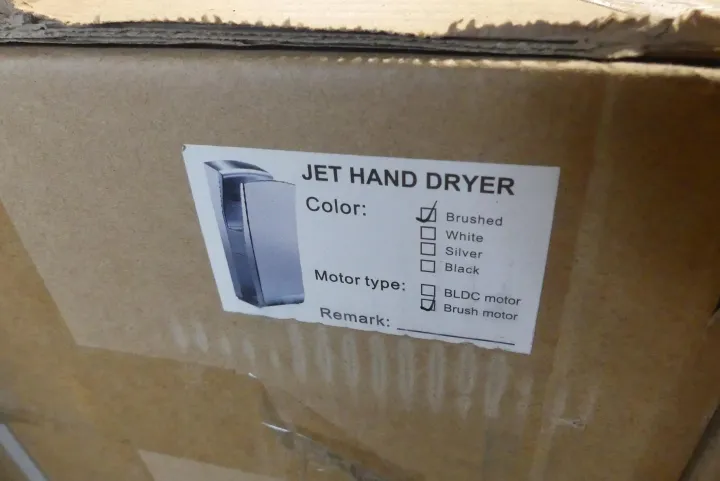 JET HAND DRYER
Color:
Brushed
White
Silver
Black
Motor type:
BLDC motor
Brush motor
Remark: